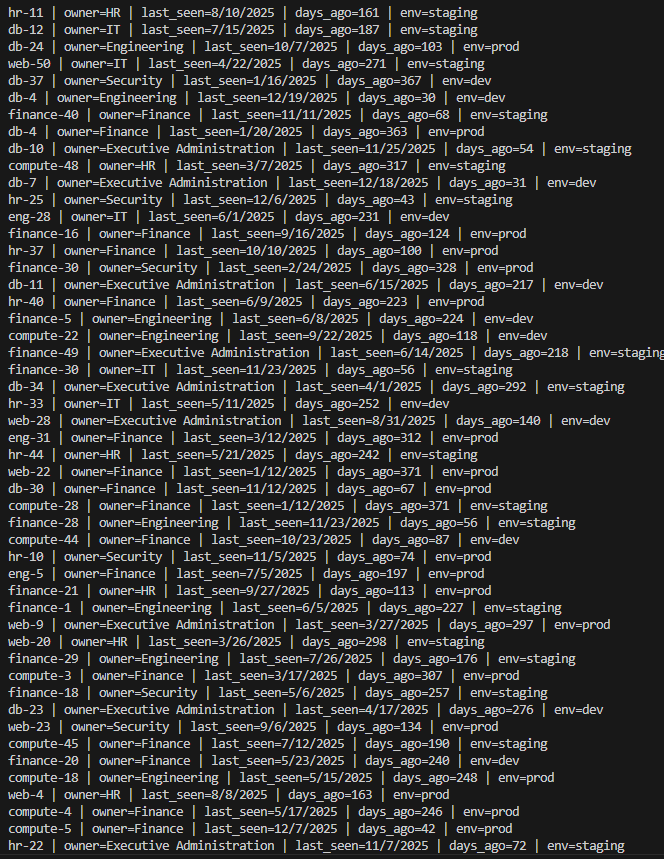 hr-11 | owner=HR | last_seen=8/10/2025 | days_ago=161 | env=staging
db-12 | owner=IT | last_seen=7/15/2025 | days_ago=187 | env=staging
db-24 | owner=Engineering | last_seen=10/7/2025 | days_ago=103 | env=prod
web-50 | owner=IT | last_seen=4/22/2025 | days_ago=271 | env=staging
db-37 | owner=Security | last_seen=1/16/2025 | days_ago=367 | env=dev
db-4 | owner=Engineering | last_seen=12/19/2025 | days_ago=30 | env=dev
finance-40 | owner=Finance | last_seen=11/11/2025 | days_ago=68 | env=staging
db-4 | owner=Finance | last_seen=1/20/2025 | days_ago=363 | env=prod
db-10 | owner=Executive Administration | last_seen=11/25/2025 | days_ago=54 | env=staging
compute-48 | owner=HR | last_seen=3/7/2025 | days_ago=317 | env=staging
db-7 | owner=Executive Administration | last_seen=12/18/2025 | days_ago=31 | env=dev
hr-25 | owner=Security | last_seen=12/6/2025 | days_ago=43 | env=staging
eng-28 | owner=IT | last_seen=6/1/2025 | days_ago=231 | env=dev
finance-16 | owner=Finance | last_seen=9/16/2025 | days_ago=124 | env=prod
hr-37 | owner=Finance | last_seen=10/10/2025 | days_ago=100 | env=prod
finance-30 | owner=Security | last_seen=2/24/2025 | days_ago=328 | env=prod
db-11 | owner=Executive Administration | last_seen=6/15/2025 | days_ago=217 | env=dev
hr-40 | owner=Finance | last_seen=6/9/2025 | days_ago=223 | env=prod
finance-5 | owner=Engineering | last_seen=6/8/2025 | days_ago=224 | env=dev
compute-22 | owner=Engineering | last_seen=9/22/2025 | days_ago=118 | env=dev
finance-49 | owner=Executive Administration | last_seen=6/14/2025 | days_ago=218 | env=staging
finance-30 | owner=IT | last_seen=11/23/2025 | days_ago=56 | env=staging
db-34 | owner=Executive Administration | last_seen=4/1/2025 | days_ago=292 | env=staging
hr-33 | owner=IT | last_seen=5/11/2025 | days_ago=252 | env=dev
web-28 | owner=Executive Administration | last_seen=8/31/2025 | days_ago=140 | env=dev
eng-31 | owner=Finance | last_seen=3/12/2025 | days_ago=312 | env=prod
hr-44 | owner=HR | last_seen=5/21/2025 | days_ago=242 | env=staging
web-22 | owner=Finance | last_seen=1/12/2025 | days_ago=371 | env=prod
db-30 | owner=Finance | last_seen=11/12/2025 | days_ago=67 | env=prod
compute-28 | owner=Finance | last_seen=1/12/2025 | days_ago=371 | env=staging
finance-28 | owner=Engineering | last_seen=11/23/2025 | days_ago=56 | env=staging
compute-44 | owner=Finance | last_seen=10/23/2025 | days_ago=87 | env=dev
hr-10 | owner=Security | last_seen=11/5/2025 | days_ago=74 | env=prod
eng-5 | owner=Finance | last_seen=7/5/2025 | days_ago=197 | env=prod
finance-21 | owner=HR | last_seen=9/27/2025 | days_ago=113 | env=prod
finance-1 | owner=Engineering | last_seen=6/5/2025 | days_ago=227 | env=staging
web-9 | owner=Executive Administration | last_seen=3/27/2025 | days_ago=297 | env=prod
web-20 | owner=HR | last_seen=3/26/2025 | days_ago=298 | env=staging
finance-29 | owner=Engineering | last_seen=7/26/2025 | days_ago=176 | env=staging
compute-3 | owner=Finance | last_seen=3/17/2025 | days_ago=307 | env=prod
finance-18 | owner=Security | last_seen=5/6/2025 | days_ago=257 | env=staging
db-23 | owner=Executive Administration | last_seen=4/17/2025 | days_ago=276 | env=dev
web-23 | owner=Security | last_seen=9/6/2025 | days_ago=134 | env=prod
compute-45 | owner=Finance | last_seen=7/12/2025 | days_ago=190 | env=staging
finance-20 | owner=Finance | last_seen=5/23/2025 | days_ago=240 | env=dev
compute-18 | owner=Engineering | last_seen=5/15/2025 | days_ago=248 | env=prod
web-4 | owner=HR | last_seen=8/8/2025 | days_ago=163 | env=prod
compute-4 | owner=Finance | last_seen=5/17/2025 | days_ago=246 | env=prod
compute-5 | owner=Finance | last_seen=12/7/2025 | days_ago=42 | env=prod
hr-22 | owner=Executive Administration | last_seen=11/7/2025 | days_ago=72 | env=staging